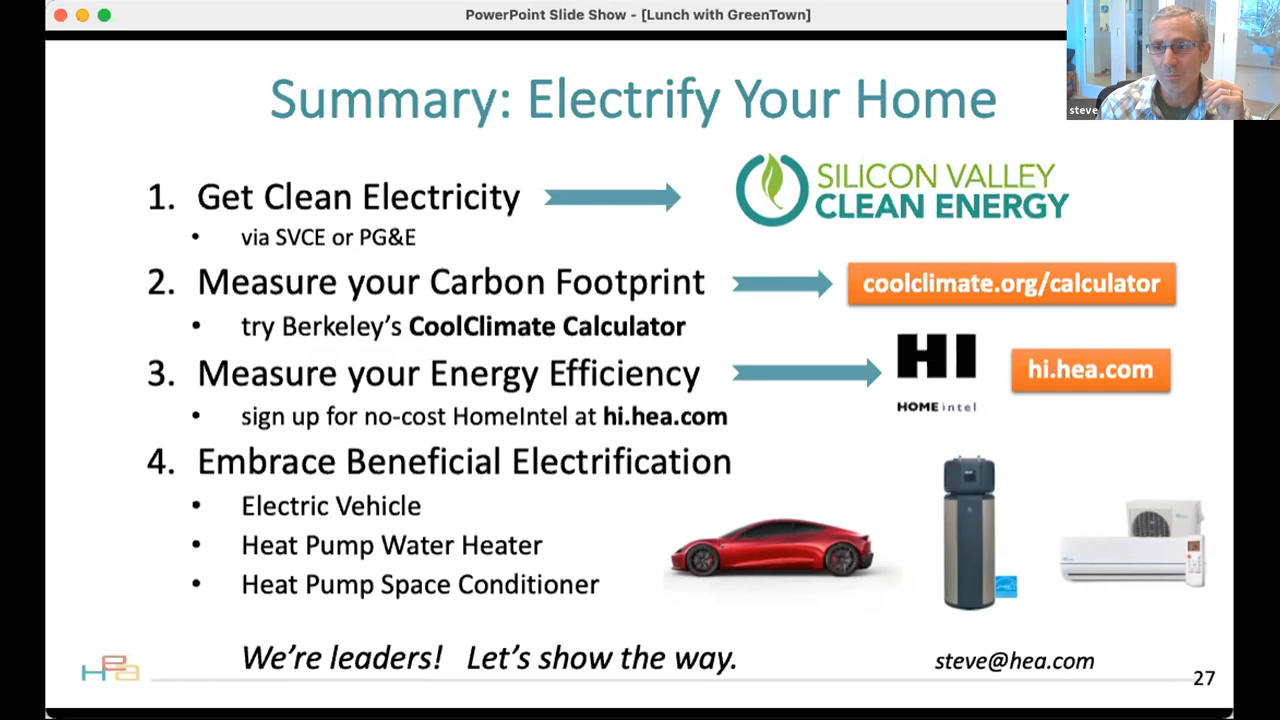 PowerPoint Slide Show - [Lunch with GreenTown]
steve
Summary: Electrify Your Home
1. Get Clean Electricity
SILICON VALLEY
CLEAN ENERGY
• via SVCE or PG&E
2. Measure your Carbon Footprint
coolclimate.org/calculator
• try Berkeley’s CoolClimate Calculator
3. Measure your Energy Efficiency
HI
HOMEintel
hi.hea.com
• sign up for no-cost HomeIntel at hi.hea.com
4. Embrace Beneficial Electrification
• Electric Vehicle
• Heat Pump Water Heater
• Heat Pump Space Conditioner
We’re leaders! Let’s show the way.
steve@hea.com
Hea
27